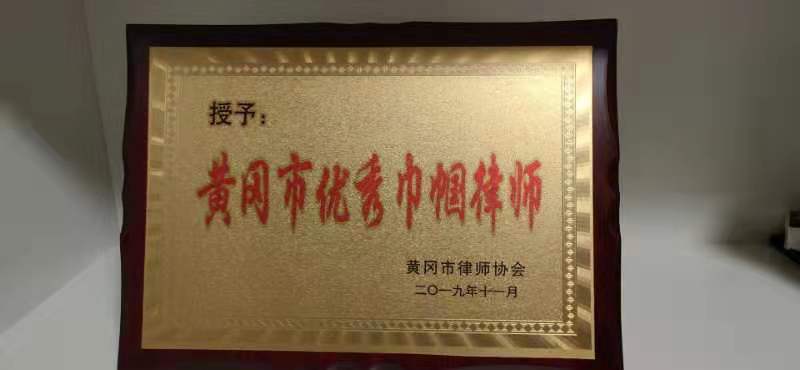 授予：
黄冈市优秀巾帼律师
黄冈市律师协会
二〇一九年十一月